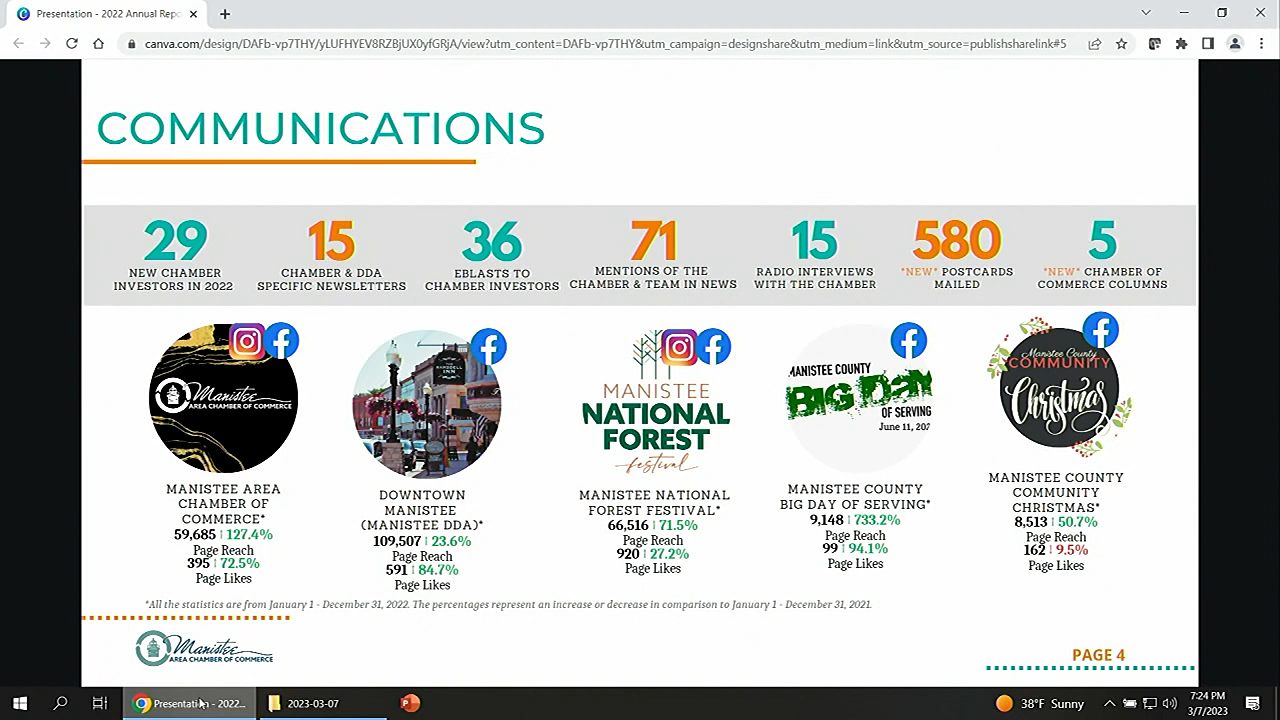 Presentation - 2022 Annual Repo
canva.com/design/DAFb-vp7THY/yLUFHYEV8RZBjUX0yfGRjA/view?utm_content=DAFb-vp7THY&utm_campaign=designshare&utm_medium=link&utm_source=publishsharelink#5
COMMUNICATIONS
29
NEW CHAMBER
INVESTORS IN 2022
15
CHAMBER & DDA
SPECIFIC NEWSLETTERS
36
EBLASTS TO
CHAMBER INVESTORS
71
MENTIONS OF THE
CHAMBER & TEAM IN NEWS
15
RADIO INTERVIEWS
WITH THE CHAMBER
580
*NEW* POSTCARDS
MAILED
5
*NEW* CHAMBER OF
COMMERCE COLUMNS
Manistee
AREA CHAMBER OF COMMERCE
MANISTEE AREA
CHAMBER OF
COMMERCE*
59,685 | 127.4%
Page Reach
395 | 72.5%
Page Likes
THE
RAMSDELL
INN
DOWNTOWN
MANISTEE
(MANISTEE DDA)*
109,507 | 23.6%
Page Reach
591 | 84.7%
Page Likes
MANISTEE
NATIONAL
FOREST
festival
MANISTEE NATIONAL
FOREST FESTIVAL*
66,516 | 71.5%
Page Reach
920 | 27.2%
Page Likes
MANISTEE COUNTY
BIG DAY
OF SERVING
June 11, 202
MANISTEE COUNTY
BIG DAY OF SERVING*
9,148 | 733.2%
Page Reach
99 | 94.1%
Page Likes
Manistee County
COMMUNITY
Christmas
MANISTEE COUNTY
COMMUNITY
CHRISTMAS*
8,513 | 50.7%
Page Reach
162 | 9.5%
Page Likes
*All the statistics are from January 1 - December 31, 2022. The percentages represent an increase or decrease in comparison to January 1 - December 31, 2021.
Manistee
AREA CHAMBER OF COMMERCE
PAGE 4
Presentation - 2022...
2023-03-07
38°F Sunny
7:24 PM
3/7/2023